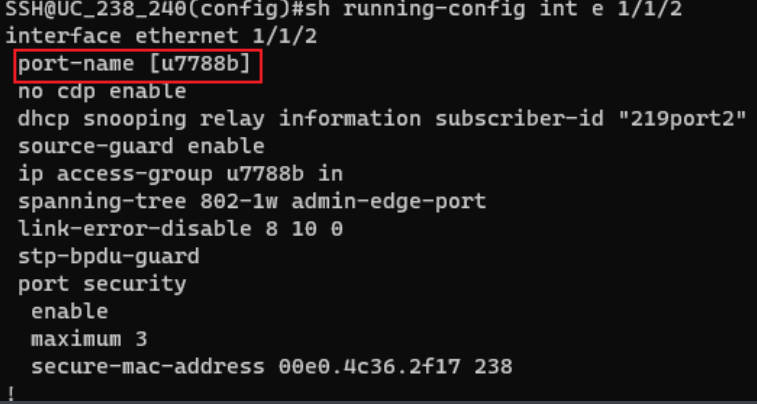 SSH@UC_238_240(config)#sh running-config int e 1/1/2
interface ethernet 1/1/2
port-name [u7788b]
no cdp enable
dhcp snooping relay information subscriber-id "219port2"
source-guard enable
ip access-group u7788b in
spanning-tree 802-1w admin-edge-port
link-error-disable 8 10 0
stp-bpdu-guard
port security
enable
maximum 3
secure-mac-address 00e0.4c36.2f17 238
!